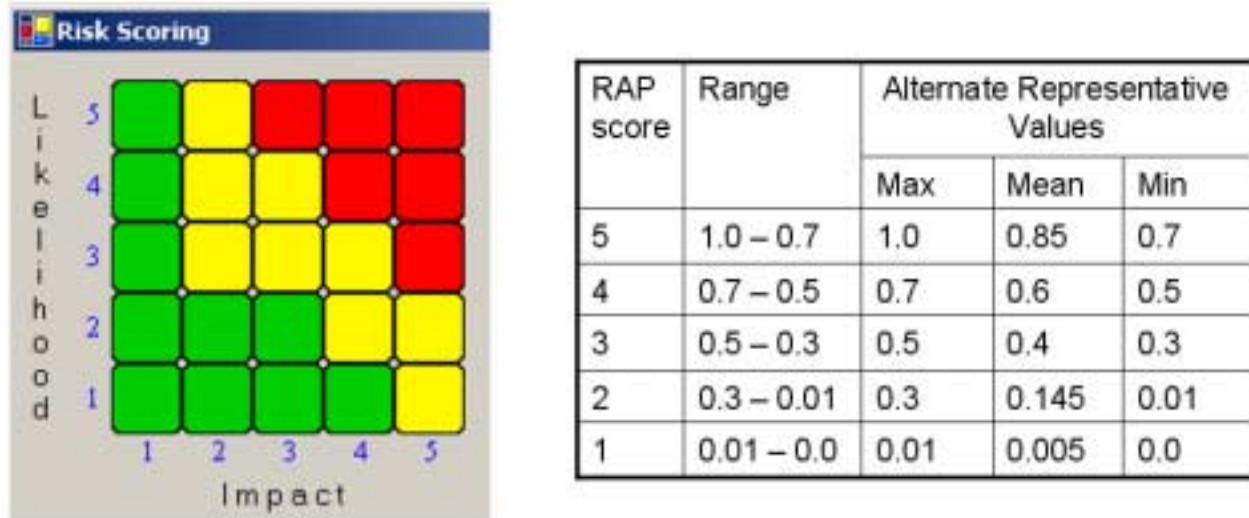 Risk Scoring
Likelihood
5
4
3
2
1
1 2 3 4 5
Impact
RAP score Range Alternate Representative Values
Max Mean Min
5 1.0 – 0.7 1.0 0.85 0.7
4 0.7 – 0.5 0.7 0.6 0.5
3 0.5 – 0.3 0.5 0.4 0.3
2 0.3 – 0.01 0.3 0.145 0.01
1 0.01 – 0.0 0.01 0.005 0.0